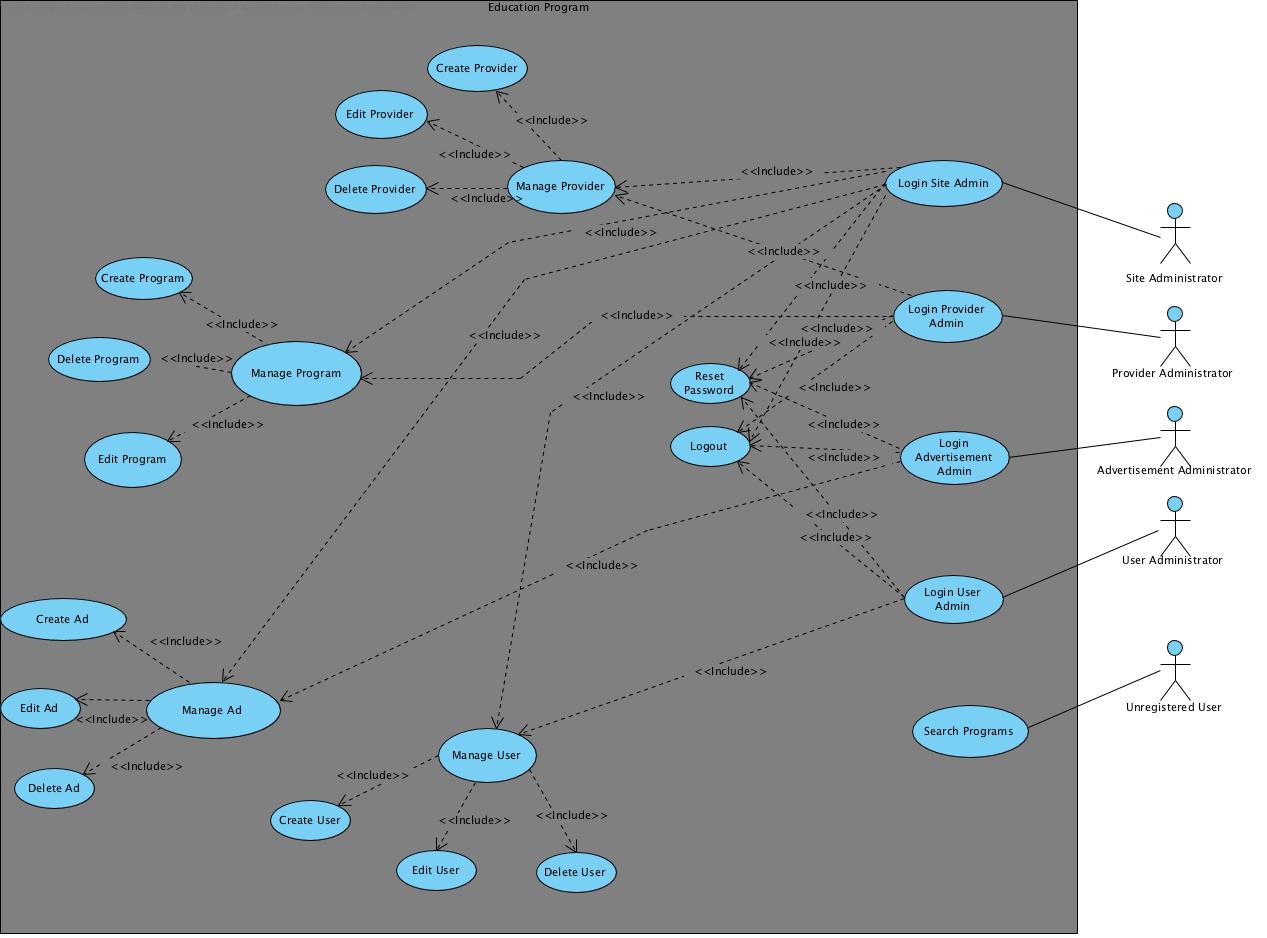 Education Program
Create Provider
Edit Provider
<<Include>>
<<Include>>
Delete Provider
Manage Provider
<<Include>>
<<Include>>
Login Site Admin
<<Include>>
<<Include>>
<<Include>>
Site Administrator
Create Program
<<Include>>
<<Include>>
<<Include>>
Login Provider
Admin
<<Include>>
<<Include>>
<<Include>>
Delete Program
<<Include>>
Manage Program
Provider Administrator
Reset
Password
<<Include>>
<<Include>>
<<Include>>
<<Include>>
Edit Program
Logout
<<Include>>
Login
Advertisement
Admin
Advertisement Administrator
<<Include>>
<<Include>>
<<Include>>
User Administrator
Login User
Admin
Create Ad
<<Include>>
<<Include>>
Edit Ad
<<Include>>
Manage Ad
Unregistered User
Search Programs
<<Include>>
Delete Ad
Manage User
<<Include>>
Create User
<<Include>>
<<Include>>
Edit User
Delete User